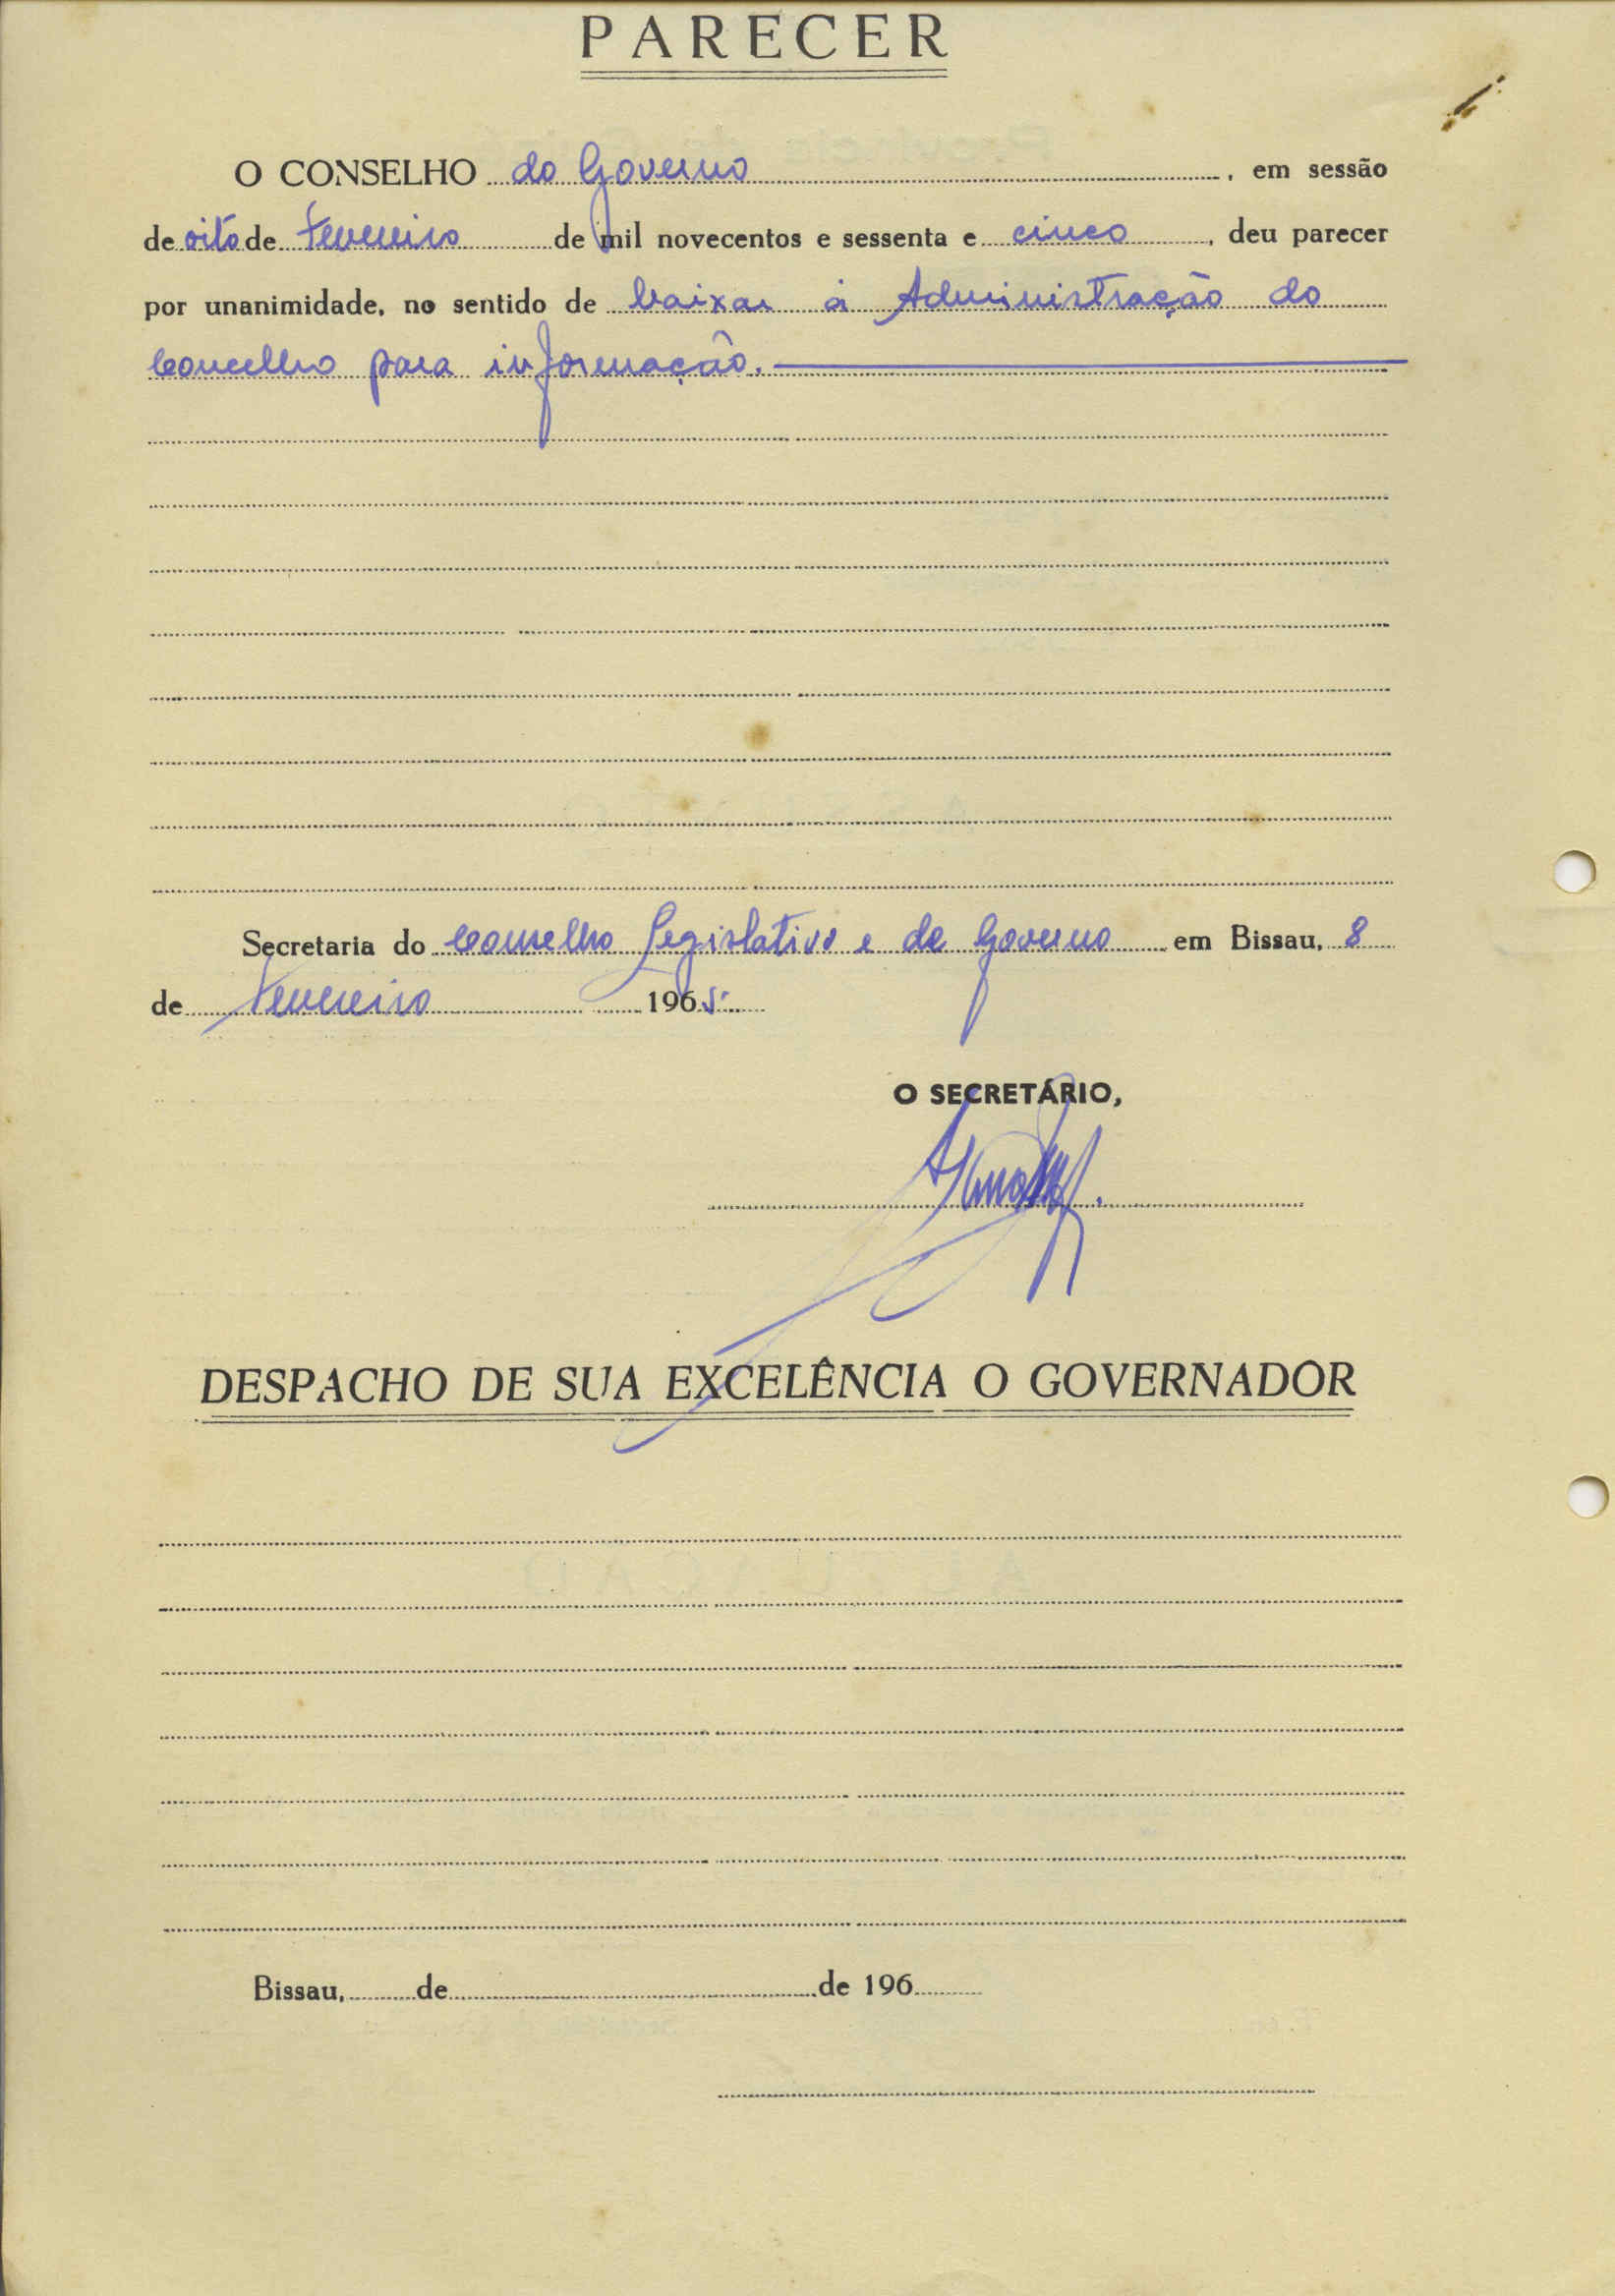 PARECER
O CONSELHO do Governo, em sessão
de oito de Fevereiro de mil novecentos e sessenta e cinco, deu parecer
por unanimidade, no sentido de baixar à Administração do
Concelho para informação.
Secretaria do Conselho Legislativo e de Governo em Bissau, 8
de Fevereiro 1965
O SECRETÁRIO,
DESPACHO DE SUA EXCELÊNCIA O GOVERNADOR
Bissau, de de 196